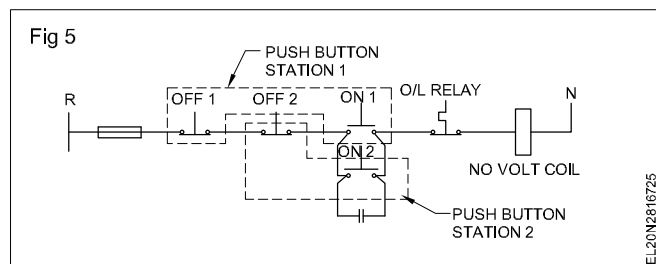 Fig 5
PUSH BUTTON
STATION 1
R
OFF 1
OFF 2
ON 1
O/L RELAY
N
ON 2
NO VOLT COIL
PUSH BUTTON
STATION 2
EL20N2816725